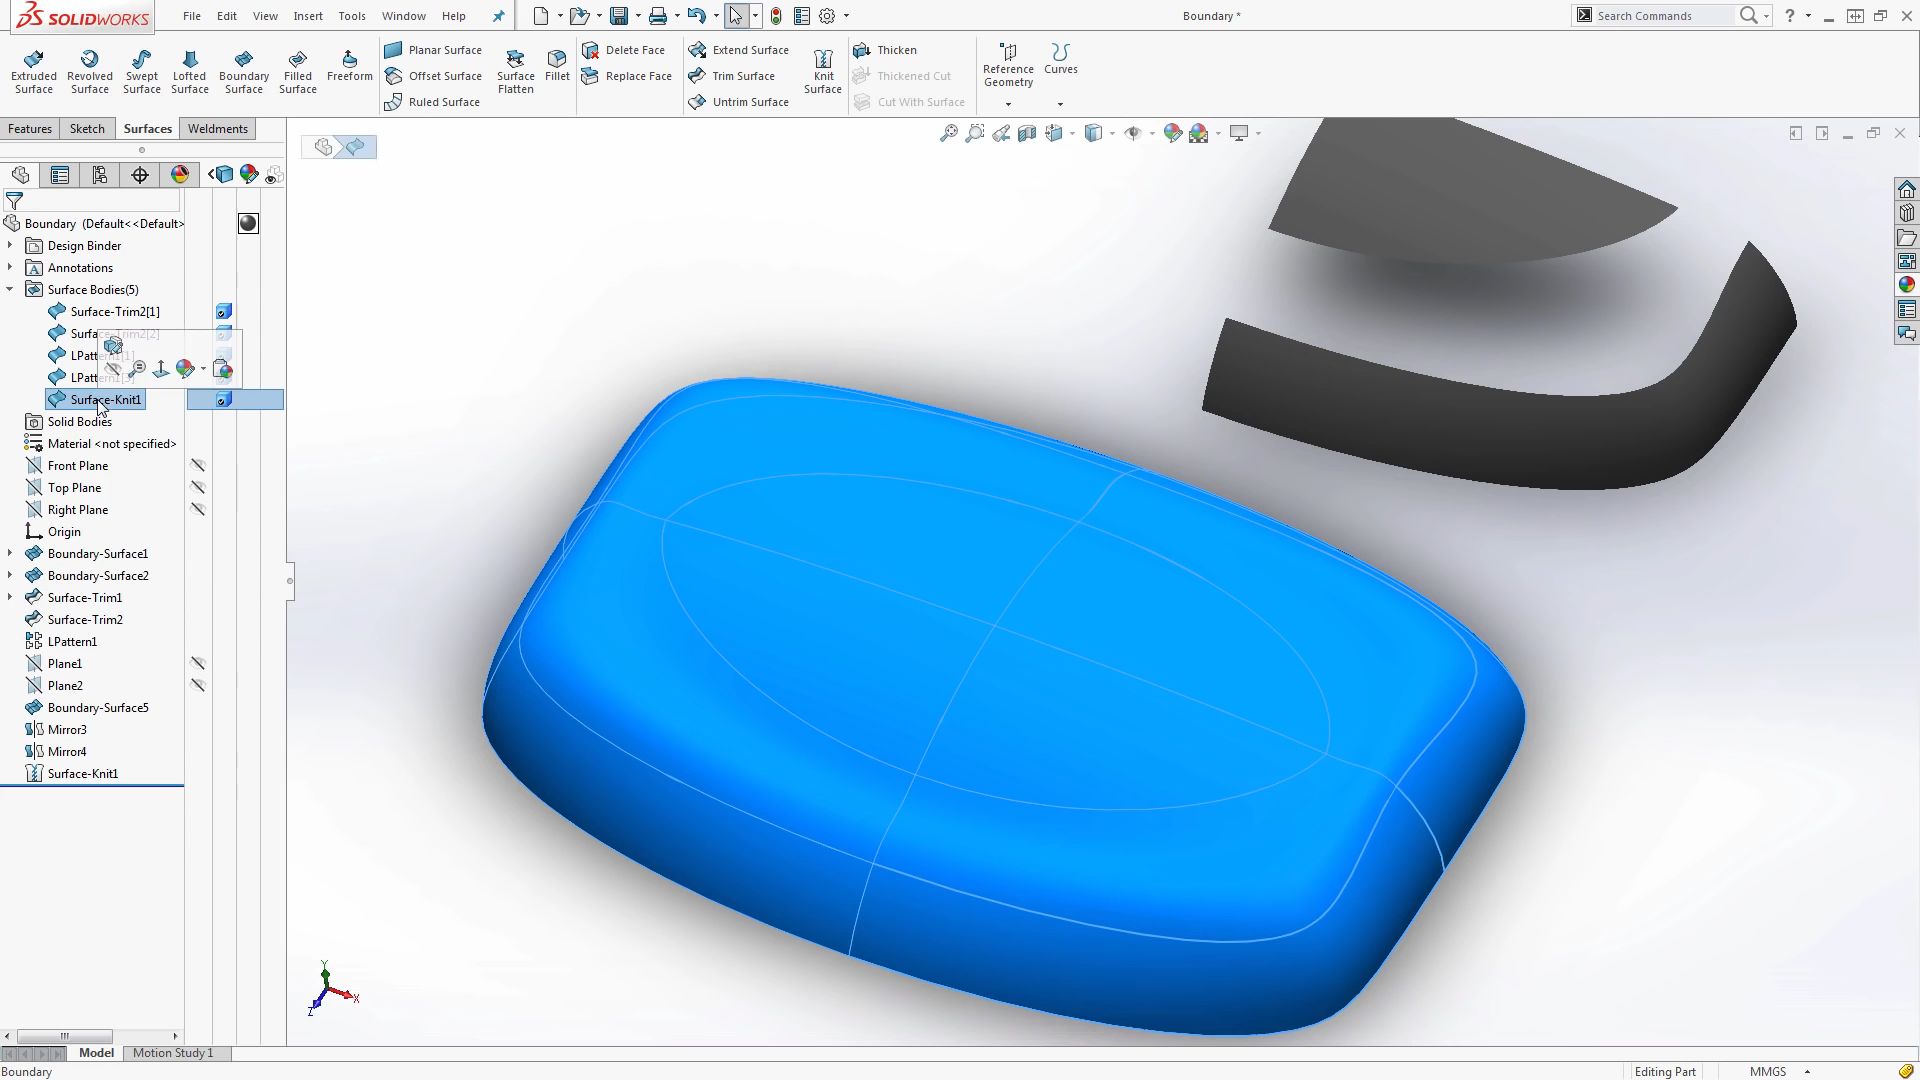 SOLIDWORKS
File Edit View Insert Tools Window Help
Boundary *
Search Commands
Extruded Surface
Revolved Surface
Swept Surface
Lofted Surface
Boundary Surface
Filled Surface
Freeform
Planar Surface
Offset Surface
Ruled Surface
Surface Flatten
Fillet
Delete Face
Replace Face
Extend Surface
Trim Surface
Untrim Surface
Knit Surface
Thicken
Thickened Cut
Cut With Surface
Reference Geometry
Curves
Features Sketch Surfaces Weldments
Boundary (Default<<Default>
Design Binder
Annotations
Surface Bodies(5)
Surface-Trim2[1]
Surface-Trim2[2]
LPattern1[1]
Surface-Knit1
Solid Bodies
Material <not specified>
Front Plane
Top Plane
Right Plane
Origin
Boundary-Surface1
Boundary-Surface2
Surface-Trim1
Surface-Trim2
LPattern1
Plane1
Plane2
Boundary-Surface5
Mirror3
Mirror4
Surface-Knit1
Y
X
Z
Model Motion Study 1
Boundary
Editing Part
MMGS